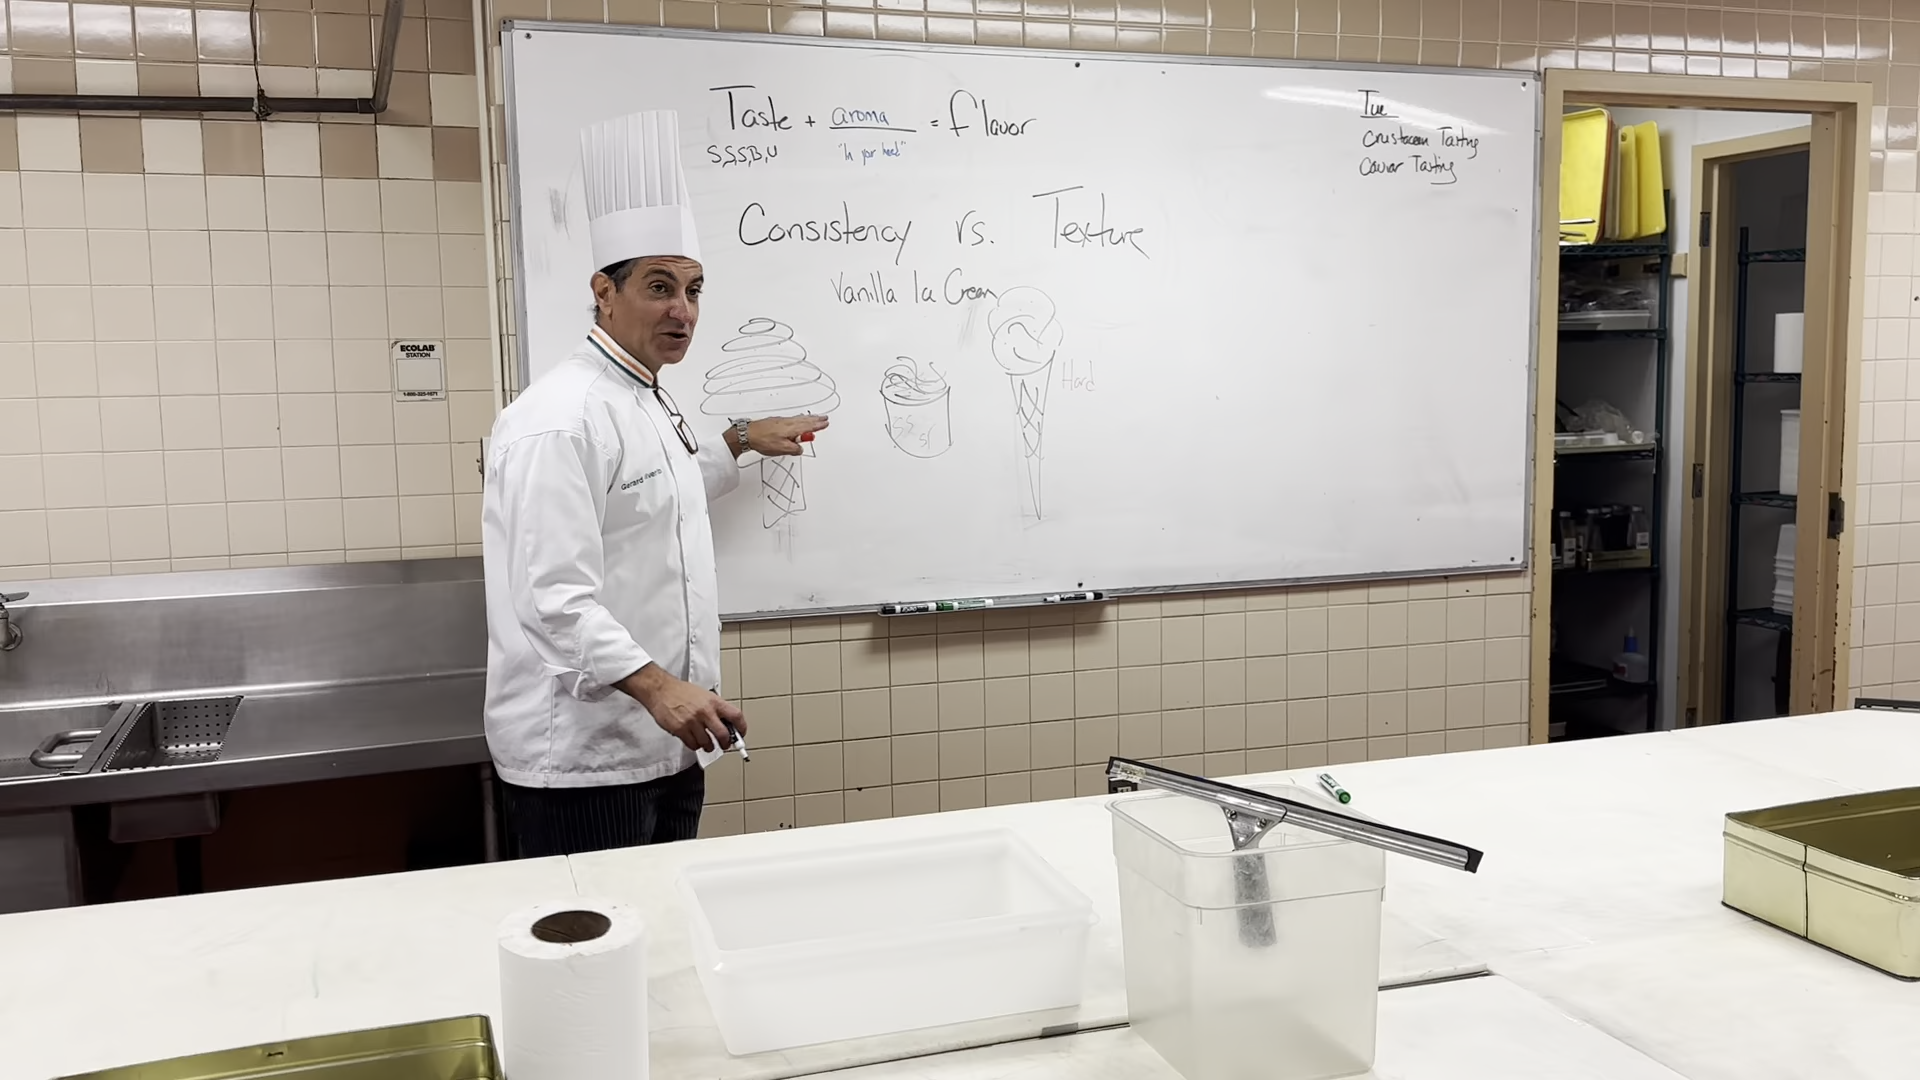 Taste + aroma = flavor
S,S,S,B,U
"In your head"
Consistency vs. Texture
Vanilla Ice Cream
Hard
Tue
Crustacean Tasting
Caviar Tasting
ECOLAB
STATION
Gerard